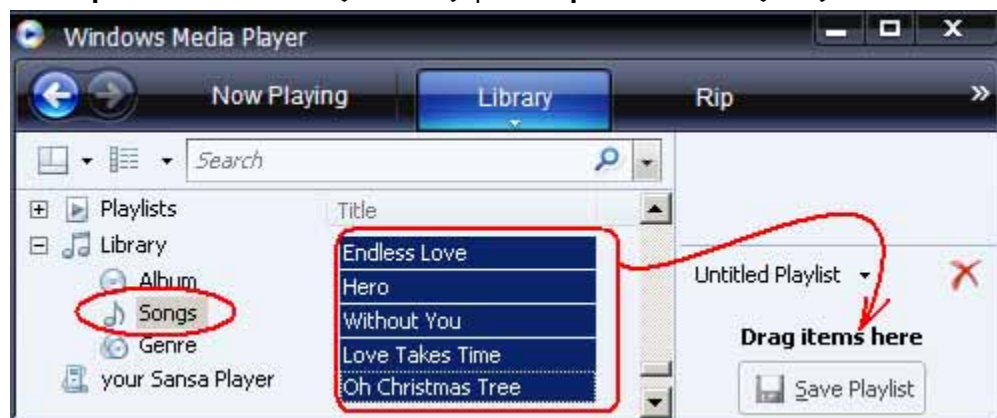 Windows Media Player
Now Playing Library Rip »
Search
Playlists
Library
Album
Songs
Genre
your Sansa Player
Title
Endless Love
Hero
Without You
Love Takes Time
Oh Christmas Tree
Untitled Playlist
Drag items here
Save Playlist